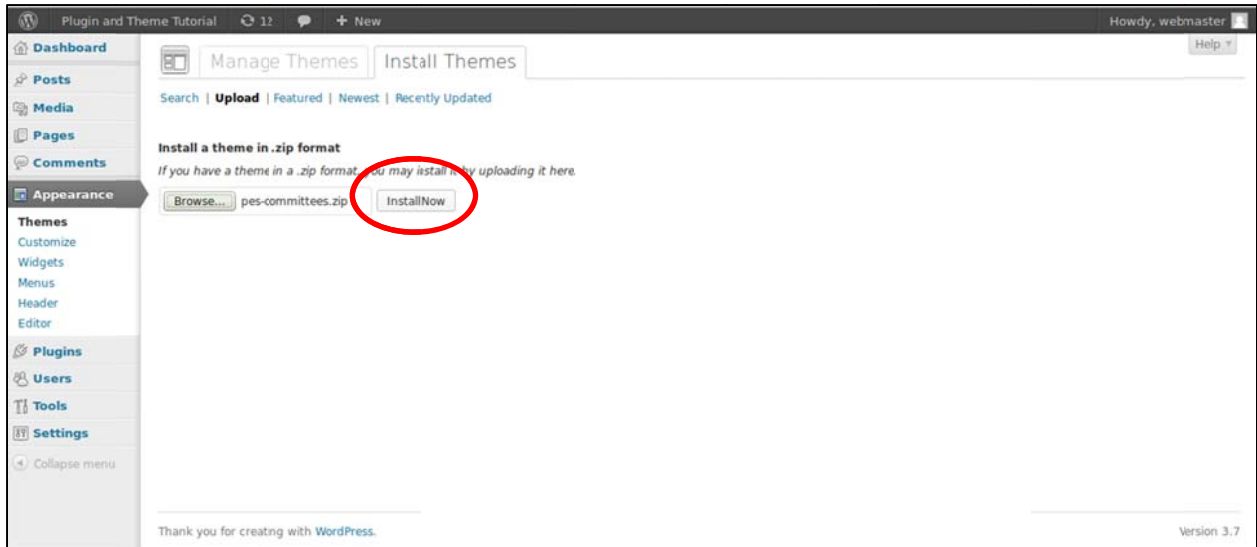 Plugin and Theme Tutorial 12 + New Howdy, webmaster
Help
Dashboard
Posts
Media
Pages
Comments
Appearance
Themes
Customize
Widgets
Menus
Header
Editor
Plugins
Users
Tools
Settings
Collapse menu
Manage Themes Install Themes
Search | Upload | Featured | Newest | Recently Updated
Install a theme in .zip format
If you have a theme in a .zip format, you may install it by uploading it here.
Browse... pes-committees.zip InstallNow
Thank you for creatng with WordPress. Version 3.7